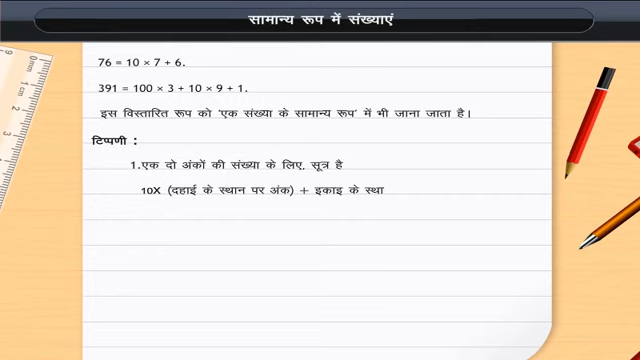 सामान्य रूप में संख्याएं
76 = 10 × 7 + 6.
391 = 100 × 3 + 10 × 9 + 1.
इस विस्तारित रूप को 'एक संख्या के सामान्य रूप' में भी जाना जाता है।
टिप्पणी :
1.एक दो अंकों की संख्या के लिए, सूत्र है
10X (दहाई के स्थान पर अंक) + इकाइ के स्था